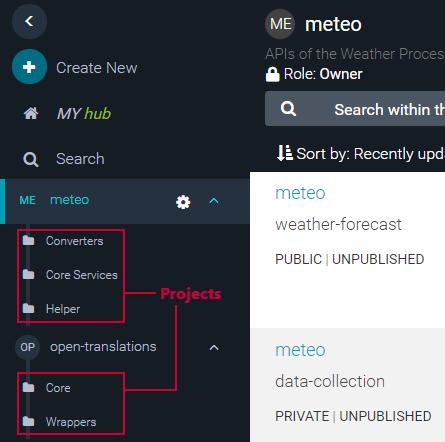 Create New
MY hub
Search
ME meteo
Converters
Core Services
Helper
Projects
OP open-translations
Core
Wrappers
ME meteo
APIs of the Weather Proces
Role: Owner
Search within th
Sort by: Recently upda
meteo
weather-forecast
PUBLIC | UNPUBLISHED
meteo
data-collection
PRIVATE | UNPUBLISHED